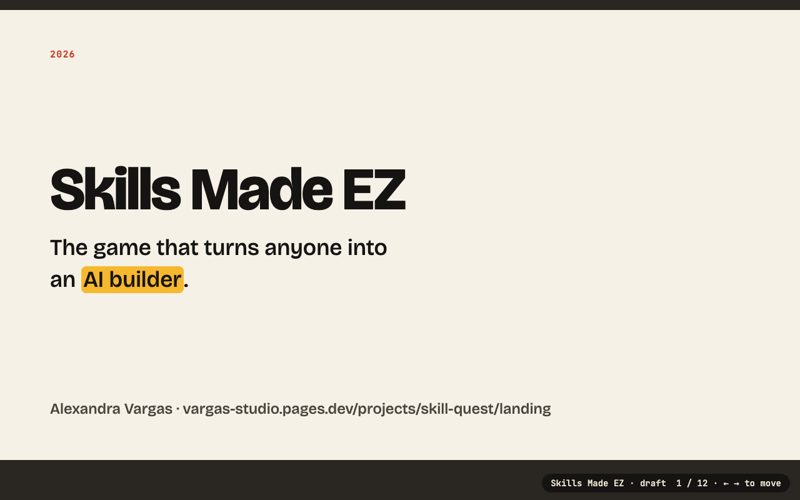 2026
Skills Made EZ
The game that turns anyone into
an AI builder.
Alexandra Vargas · vargas-studio.pages.dev/projects/skill-quest/landing
Skills Made EZ · draft 1 / 12 · ← → to move